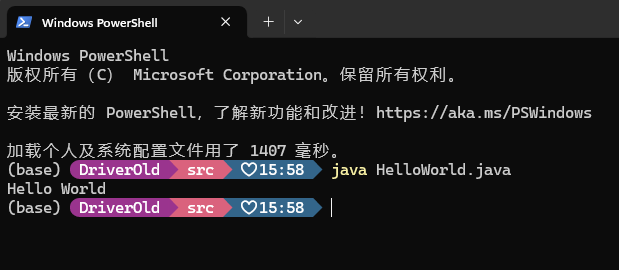 Windows PowerShell
Windows PowerShell
版权所有 (C) Microsoft Corporation。保留所有权利。
安装最新的 PowerShell，了解新功能和改进！https://aka.ms/PSWindows
加载个人及系统配置文件用了 1407 毫秒。
(base) DriverOld src ♡15:58 java HelloWorld.java
Hello World
(base) DriverOld src ♡15:58